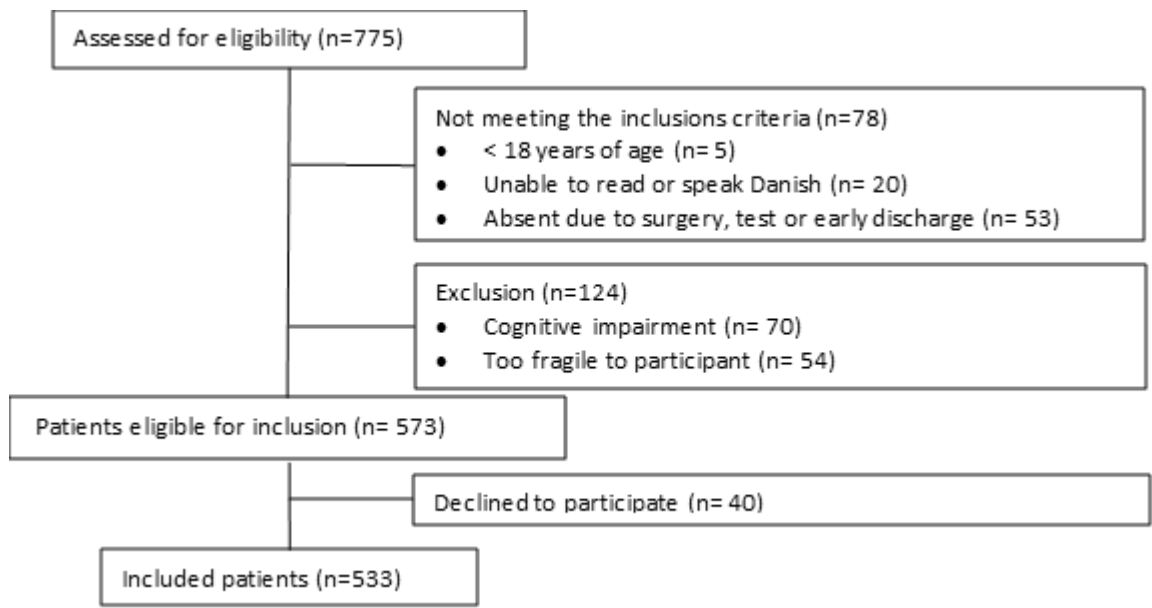 Assessed for eligibility (n=775)
Not meeting the inclusions criteria (n=78)
• < 18 years of age (n= 5)
• Unable to read or speak Danish (n= 20)
• Absent due to surgery, test or early discharge (n= 53)
Exclusion (n=124)
• Cognitive impairment (n= 70)
• Too fragile to participant (n= 54)
Patients eligible for inclusion (n= 573)
Declined to participate (n= 40)
Included patients (n=533)